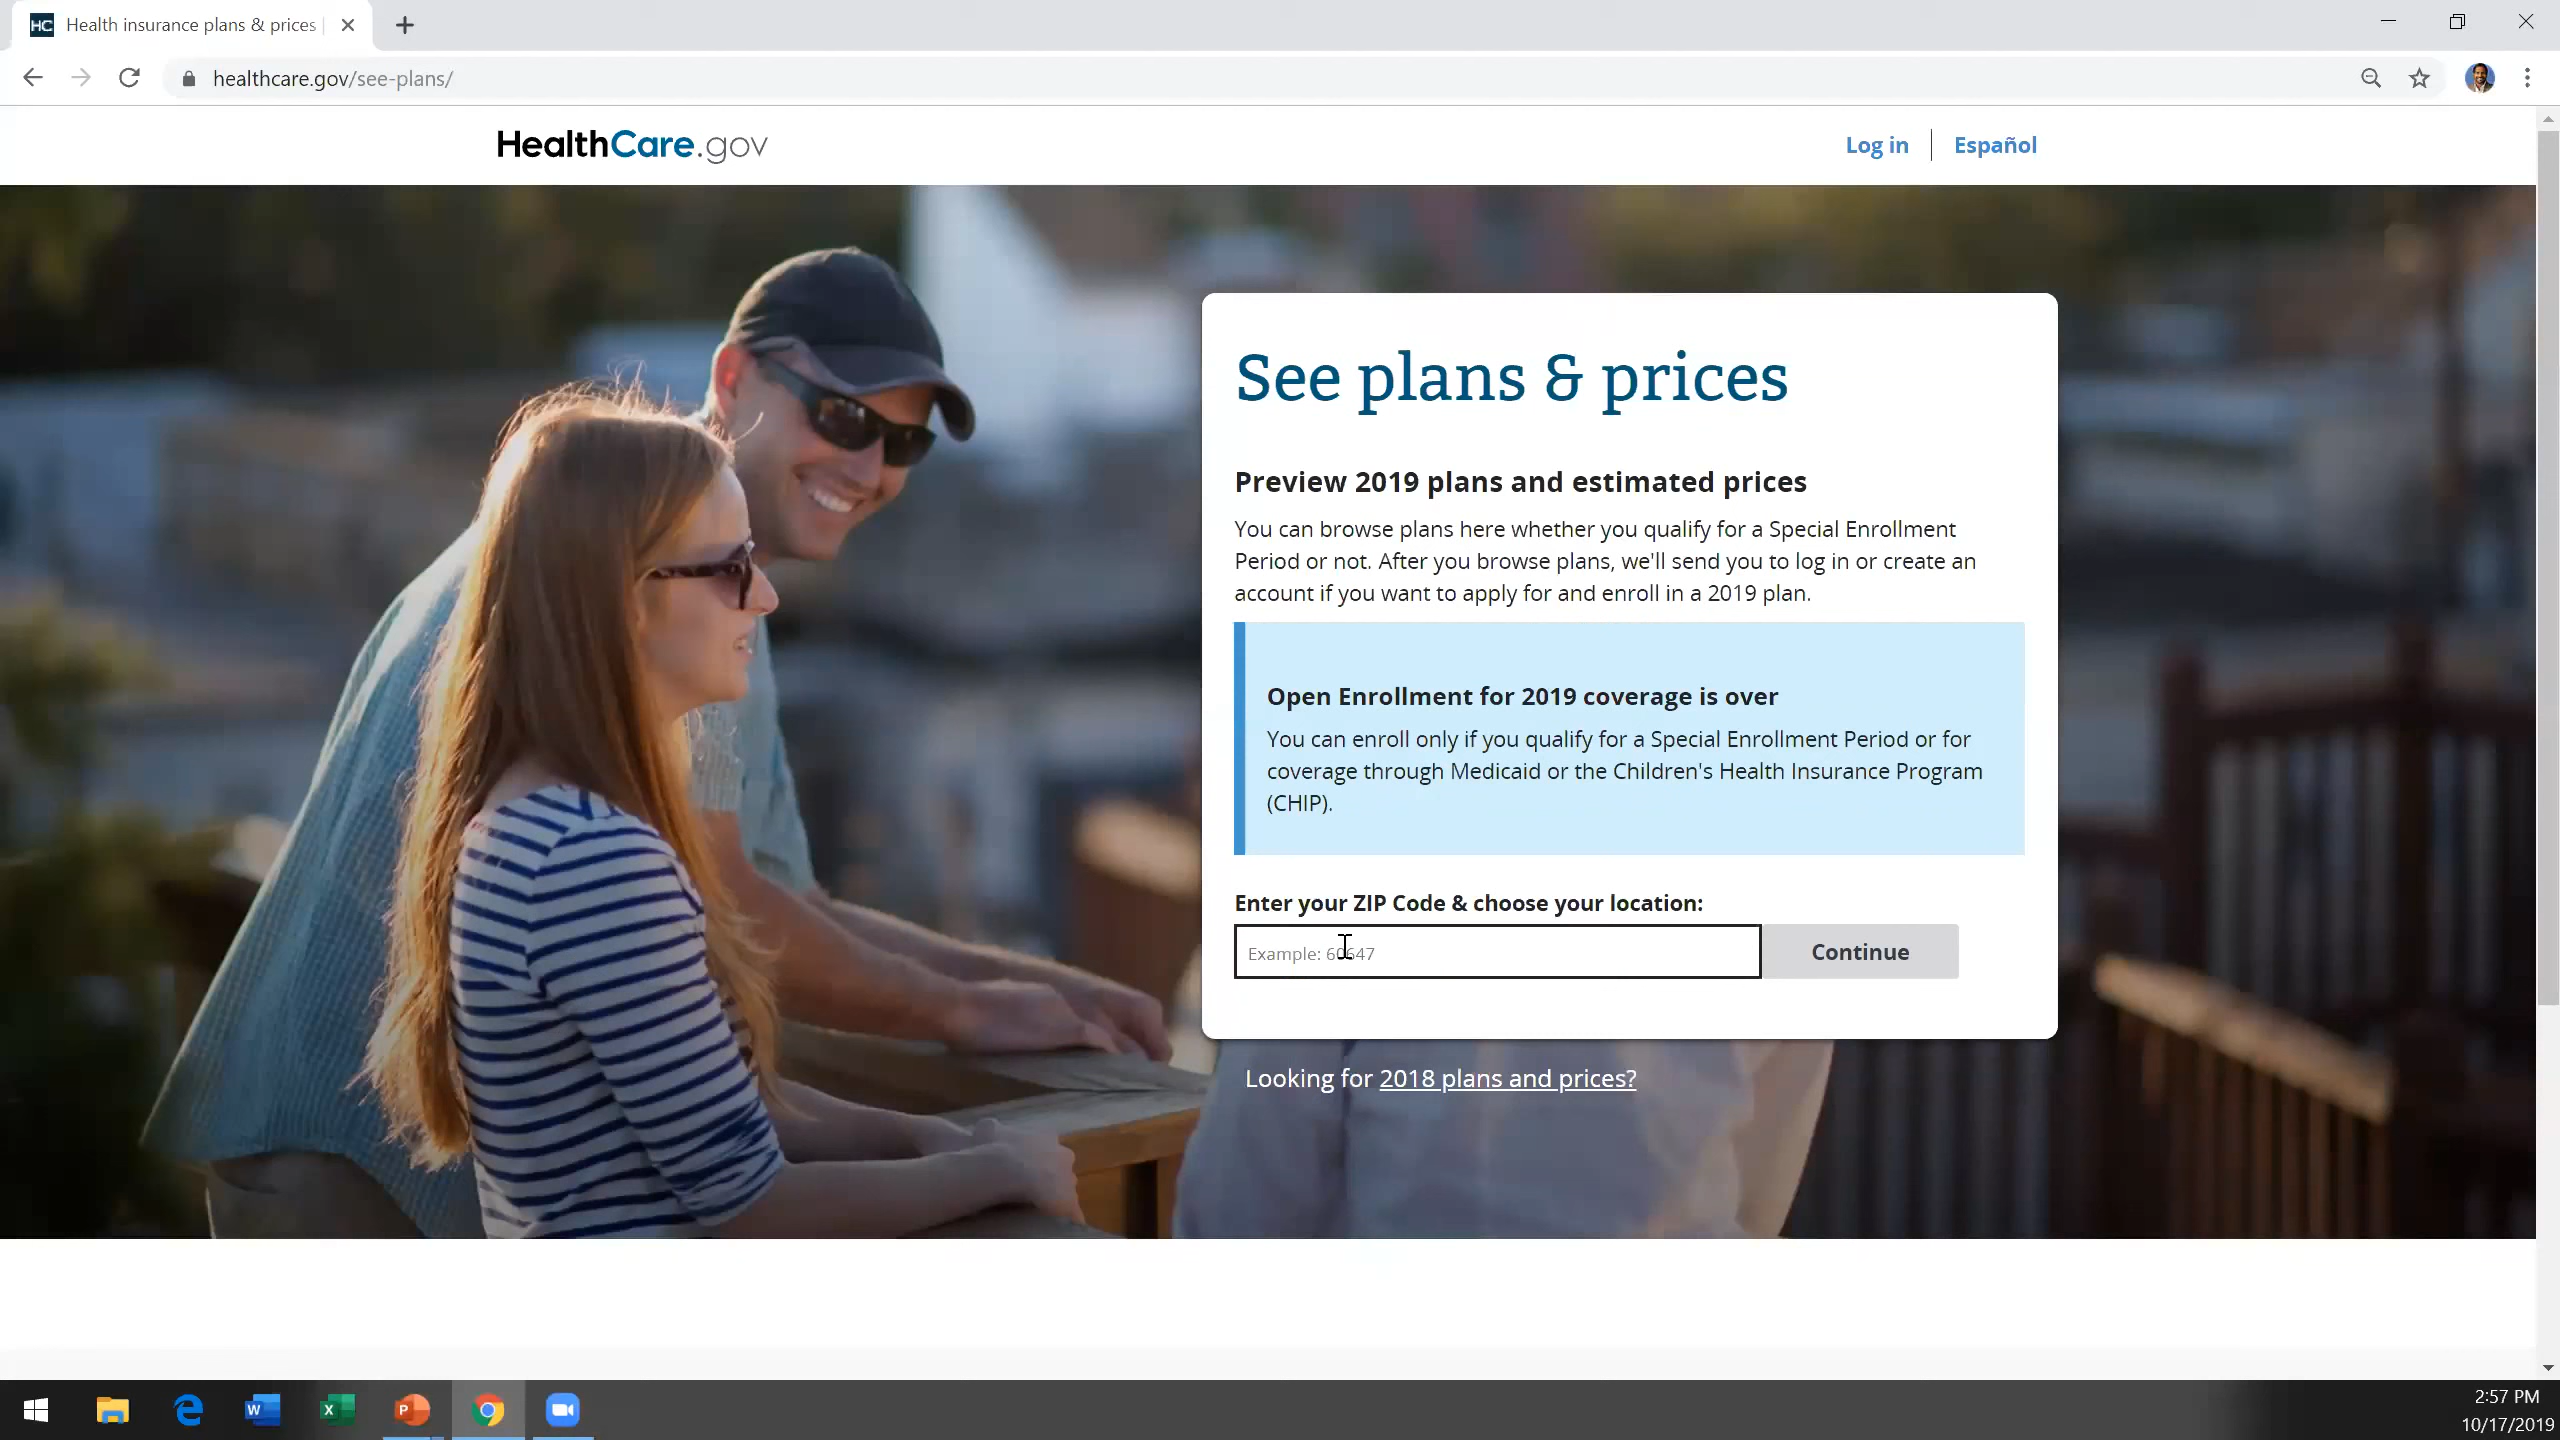 HC Health insurance plans & prices |
healthcare.gov/see-plans/
HealthCare.gov
Log in
Español
See plans & prices
Preview 2019 plans and estimated prices
You can browse plans here whether you qualify for a Special Enrollment
Period or not. After you browse plans, we'll send you to log in or create an
account if you want to apply for and enroll in a 2019 plan.
Open Enrollment for 2019 coverage is over
You can enroll only if you qualify for a Special Enrollment Period or for
coverage through Medicaid or the Children's Health Insurance Program
(CHIP).
Enter your ZIP Code & choose your location:
Example: 60647
Continue
Looking for 2018 plans and prices?
W
X
P
2:57 PM
10/17/2019